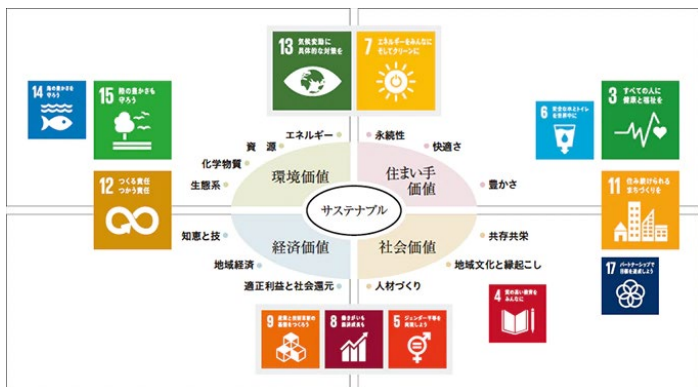 13 気候変動に
具体的な対策を
7 エネルギーをみんなに
そしてクリーンに
14 海の豊かさを
守ろう
15 陸の豊かさも
守ろう
6 安全な水とトイレ
を世界中に
3 すべての人に
健康と福祉を
エネルギー
永続性
資 源
快適さ
化学物質
環境価値
住まい手
価値
生態系
豊かさ
12 つくる責任
つかう責任
11 住み続けられる
まちづくりを
サステナブル
知恵と技
経済価値
社会価値
共存共栄
地域経済
地域文化と縁起こし
適正利益と社会還元
人材づくり
17 パートナーシップで
目標を達成しよう
4 質の高い教育を
みんなに
9 産業と技術革新の
基盤をつくろう
8 働きがいも
経済成長も
5 ジェンダー平等を
実現しよう